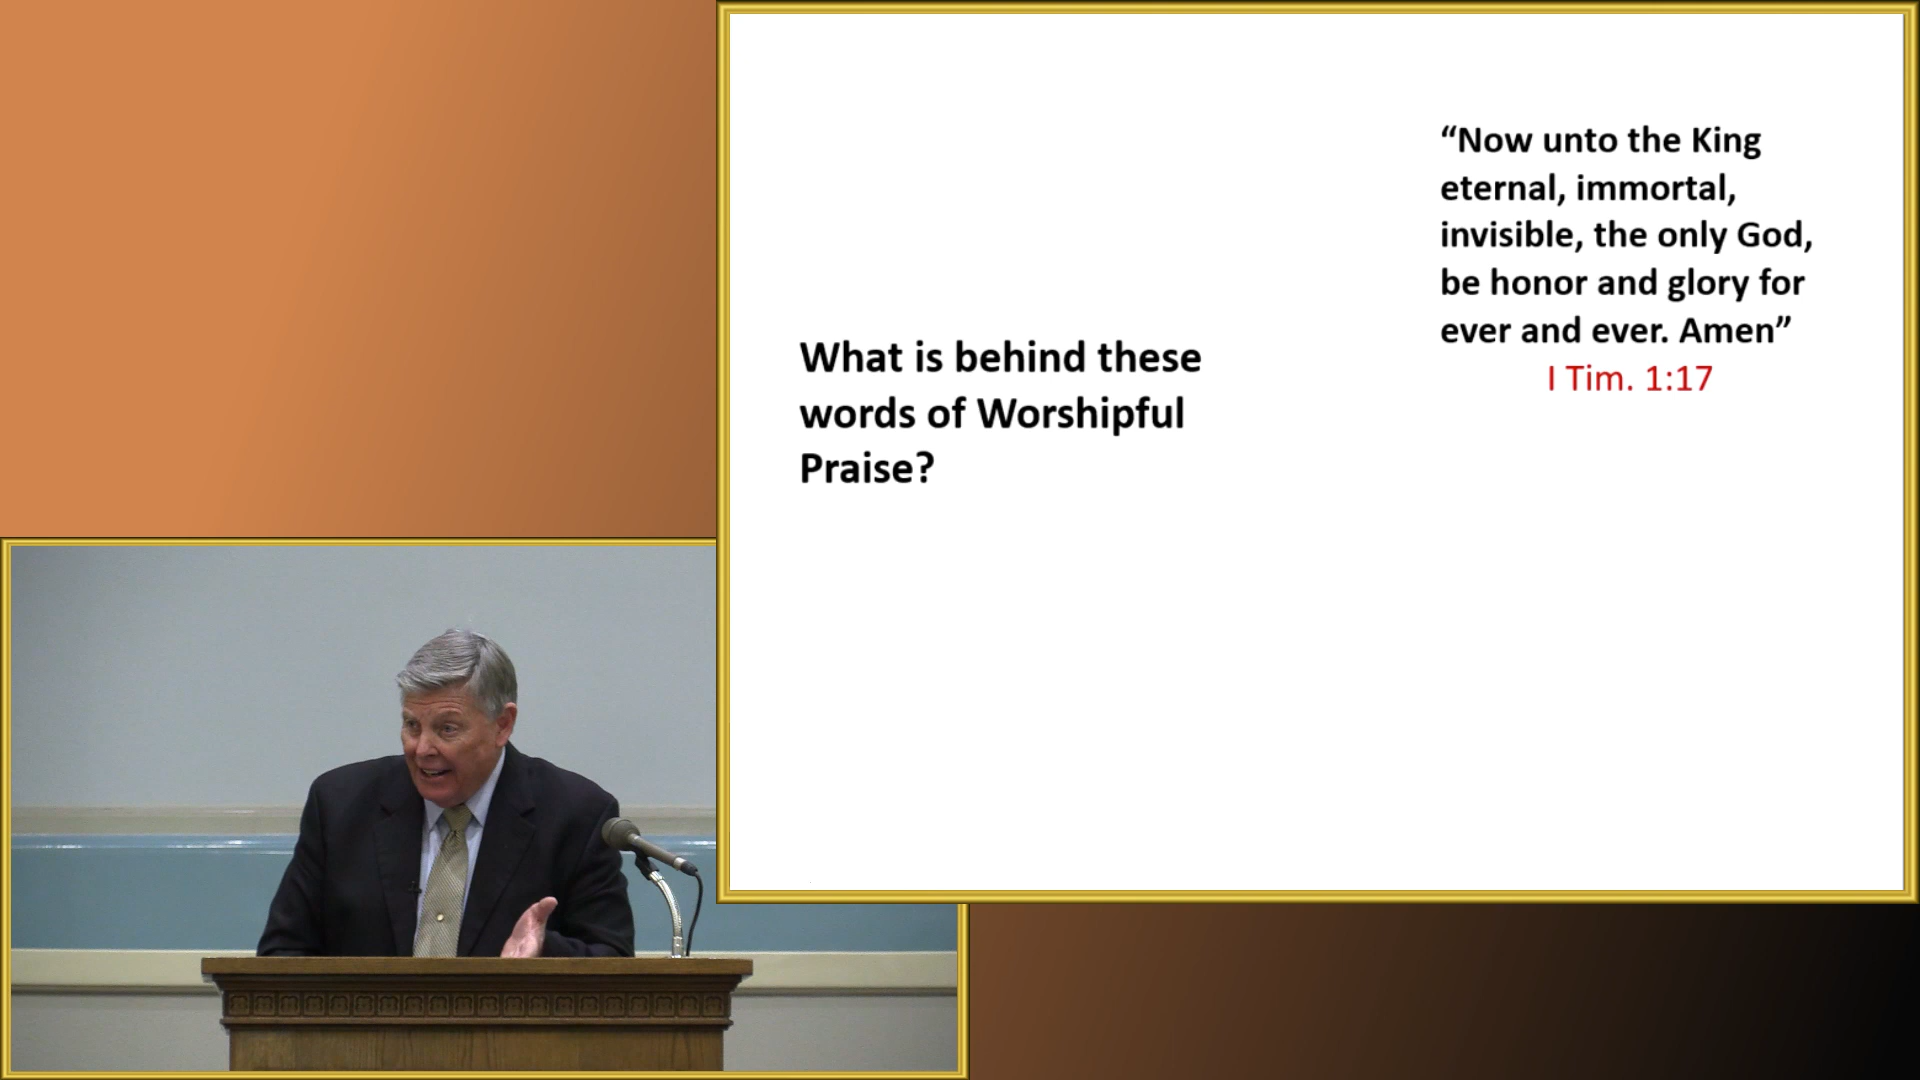 What is behind these
words of Worshipful
Praise?
“Now unto the King
eternal, immortal,
invisible, the only God,
be honor and glory for
ever and ever. Amen”
I Tim. 1:17